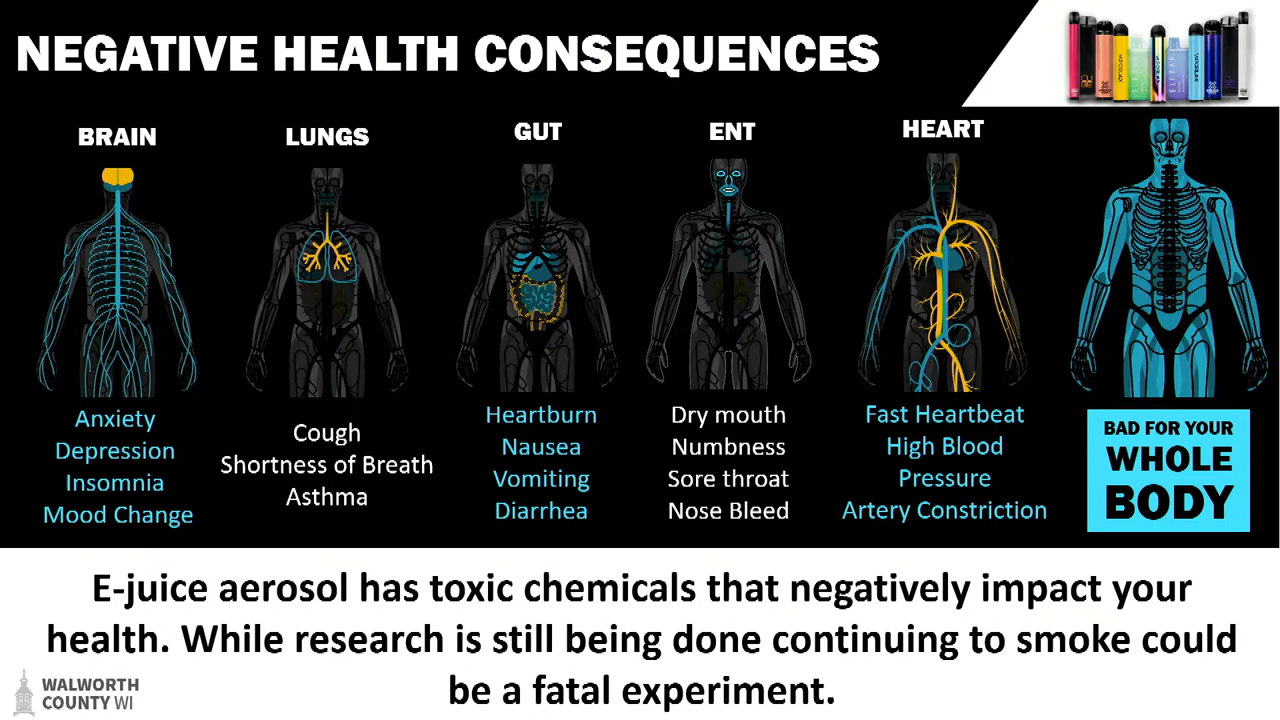 NEGATIVE HEALTH CONSEQUENCES
BRAIN
Anxiety
Depression
Insomnia
Mood Change
LUNGS
Cough
Shortness of Breath
Asthma
GUT
Heartburn
Nausea
Vomiting
Diarrhea
ENT
Dry mouth
Numbness
Sore throat
Nose Bleed
HEART
Fast Heartbeat
High Blood
Pressure
Artery Constriction
BAD FOR YOUR
WHOLE
BODY
E-juice aerosol has toxic chemicals that negatively impact your
health. While research is still being done continuing to smoke could
be a fatal experiment.
WALWORTH
COUNTY WI